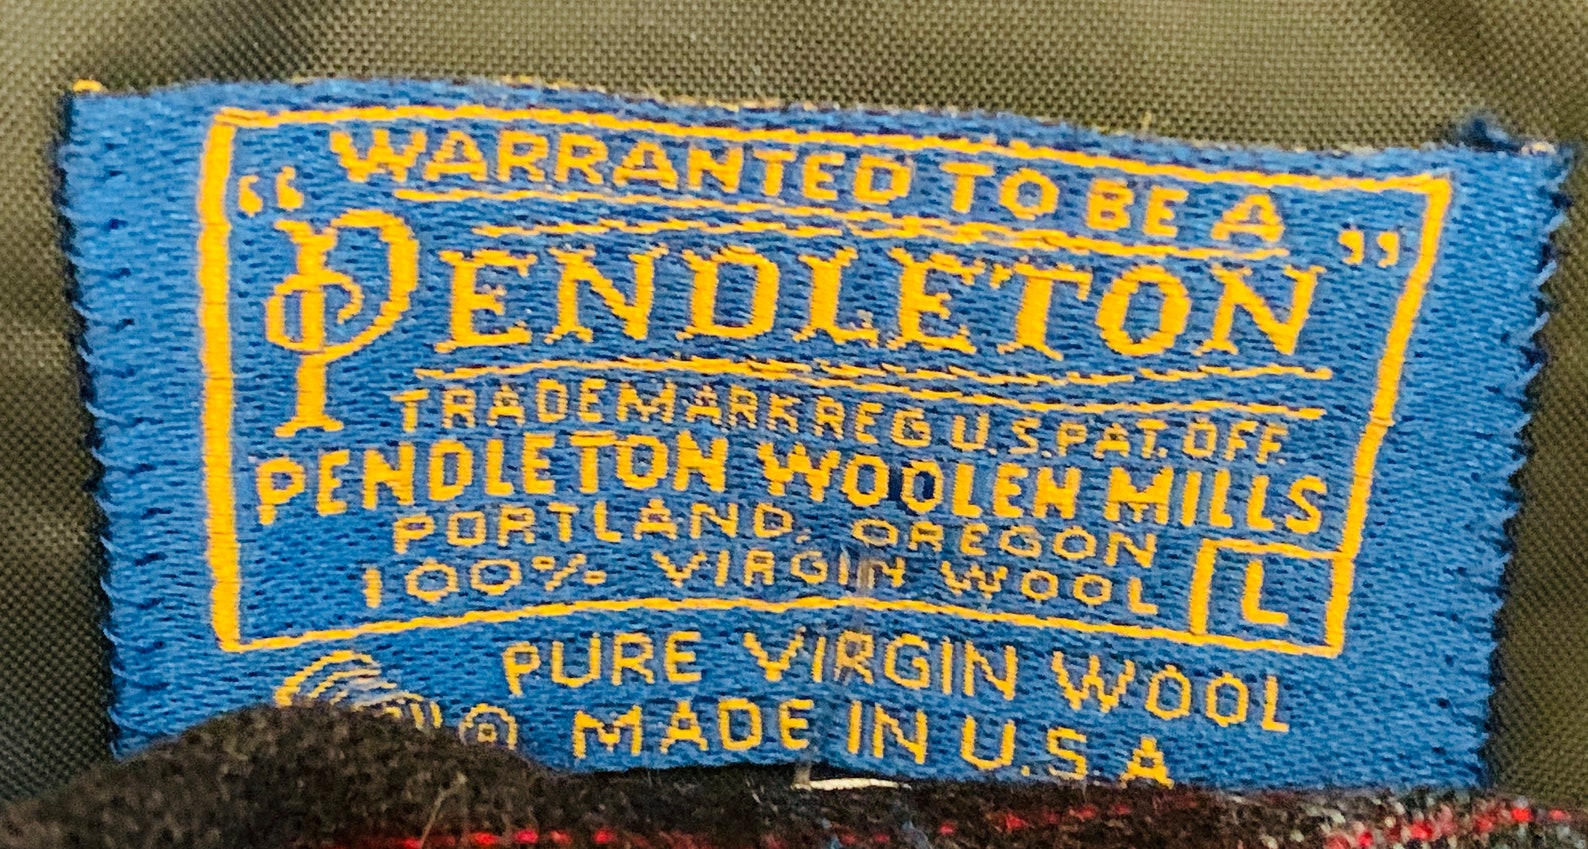 WARRANTED TO BE A
“PENDLETON”
TRADEMARK REG U.S. PAT. OFF.
PENDLETON WOOLEN MILLS
PORTLAND, OREGON
100% VIRGIN WOOL L
PURE VIRGIN WOOL
® MADE IN U.S.A